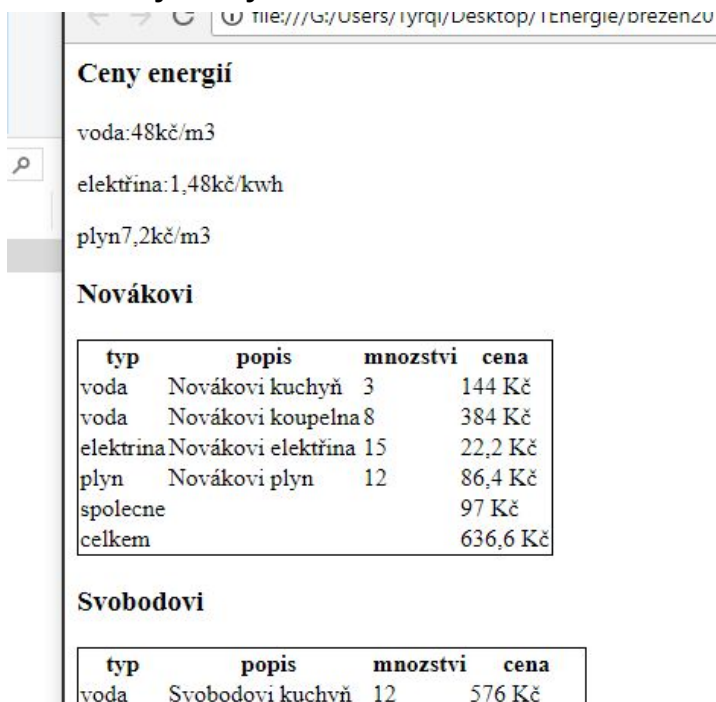 file:///G:/Users/Tyrql/Desktop/1Energie/brezen20
Ceny energií
voda:48kč/m3
elektřina:1,48kč/kwh
plyn7,2kč/m3
Novákovi
typ popis mnozstvi cena
voda Novákovi kuchyň 3 144 Kč
voda Novákovi koupelna 8 384 Kč
elektrina Novákovi elektřina 15 22,2 Kč
plyn Novákovi plyn 12 86,4 Kč
spolecne 97 Kč
celkem 636,6 Kč
Svobodovi
typ popis mnozstvi cena
voda Svobodovi kuchyň 12 576 Kč